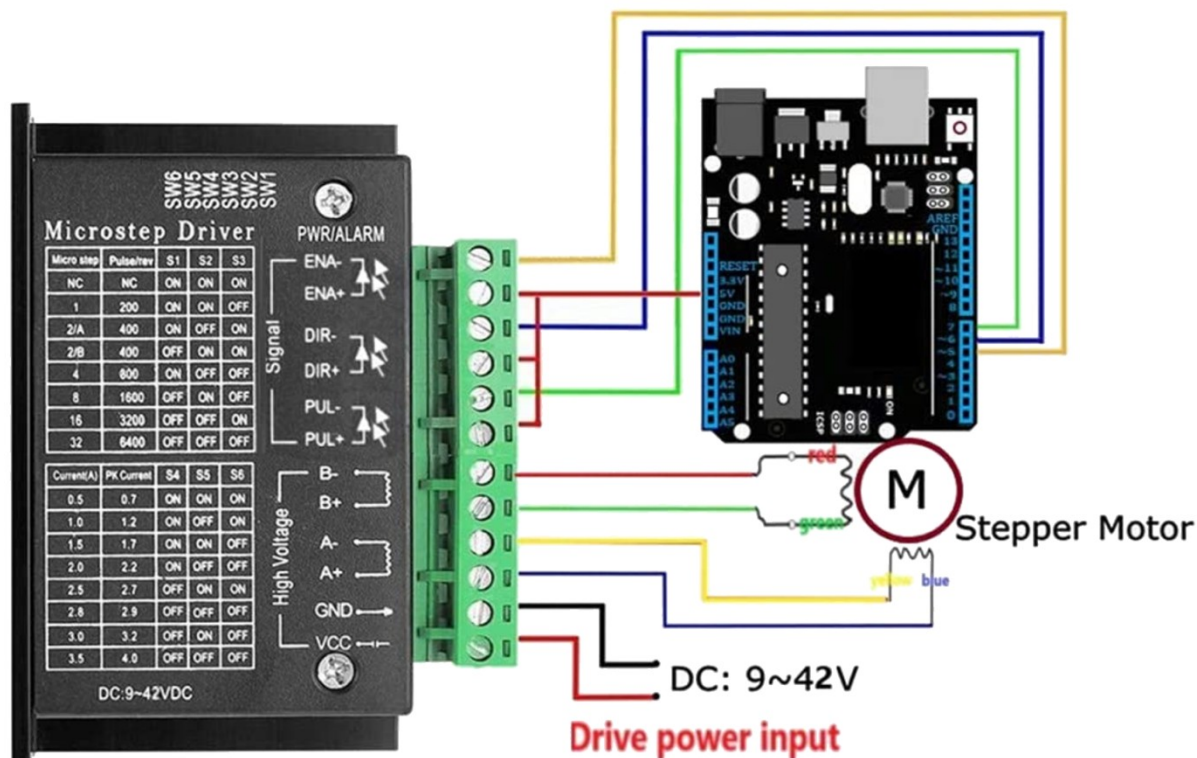 SW6
SW5
SW4
SW3
SW2
SW1
Microstep Driver
PWR/ALARM
Micro step Pulse/rev S1 S2 S3
NC NC ON ON ON
1 200 ON ON OFF
2/A 400 ON OFF ON
2/B 400 OFF ON ON
4 800 ON OFF OFF
8 1600 OFF ON OFF
16 3200 OFF OFF ON
32 6400 OFF OFF OFF
Current(A) PK Current S4 S5 S6
0.5 0.7 ON ON ON
1.0 1.2 ON OFF ON
1.5 1.7 ON ON OFF
2.0 2.2 ON OFF OFF
2.5 2.7 OFF ON ON
2.8 2.9 OFF OFF ON
3.0 3.2 OFF ON OFF
3.5 4.0 OFF OFF OFF
DC:9~42VDC
Signal
ENA-
ENA+
DIR-
DIR+
PUL-
PUL+
High Voltage
B-
B+
A-
A+
GND
VCC
RESET
3.3V
5V
GND
GND
VIN
A0
A1
A2
A3
A4
A5
AREF
GND
13
12
~11
~10
~9
8
7
~6
~5
4
~3
2
1
0
ICSP
ON
red
green
M
Stepper Motor
yellow blue
DC: 9~42V
Drive power input